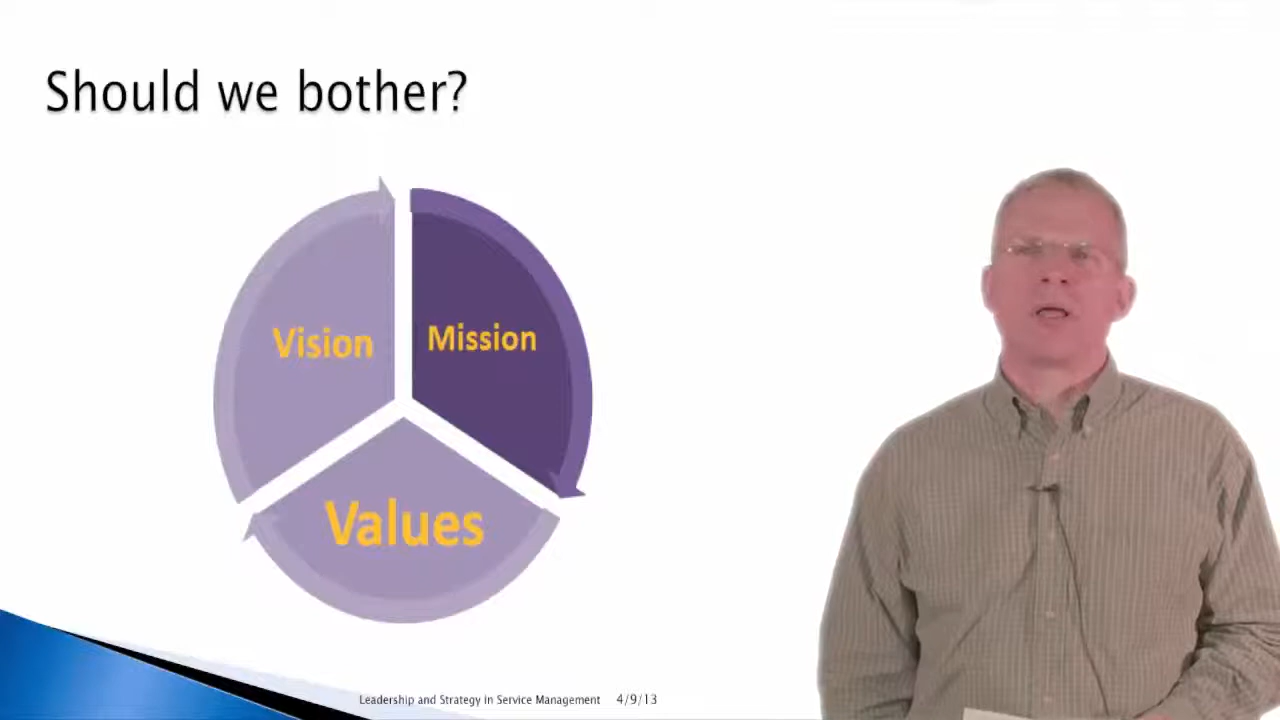 Should we bother?
Vision
Mission
Values
Leadership and Strategy in Service Management 4/9/13